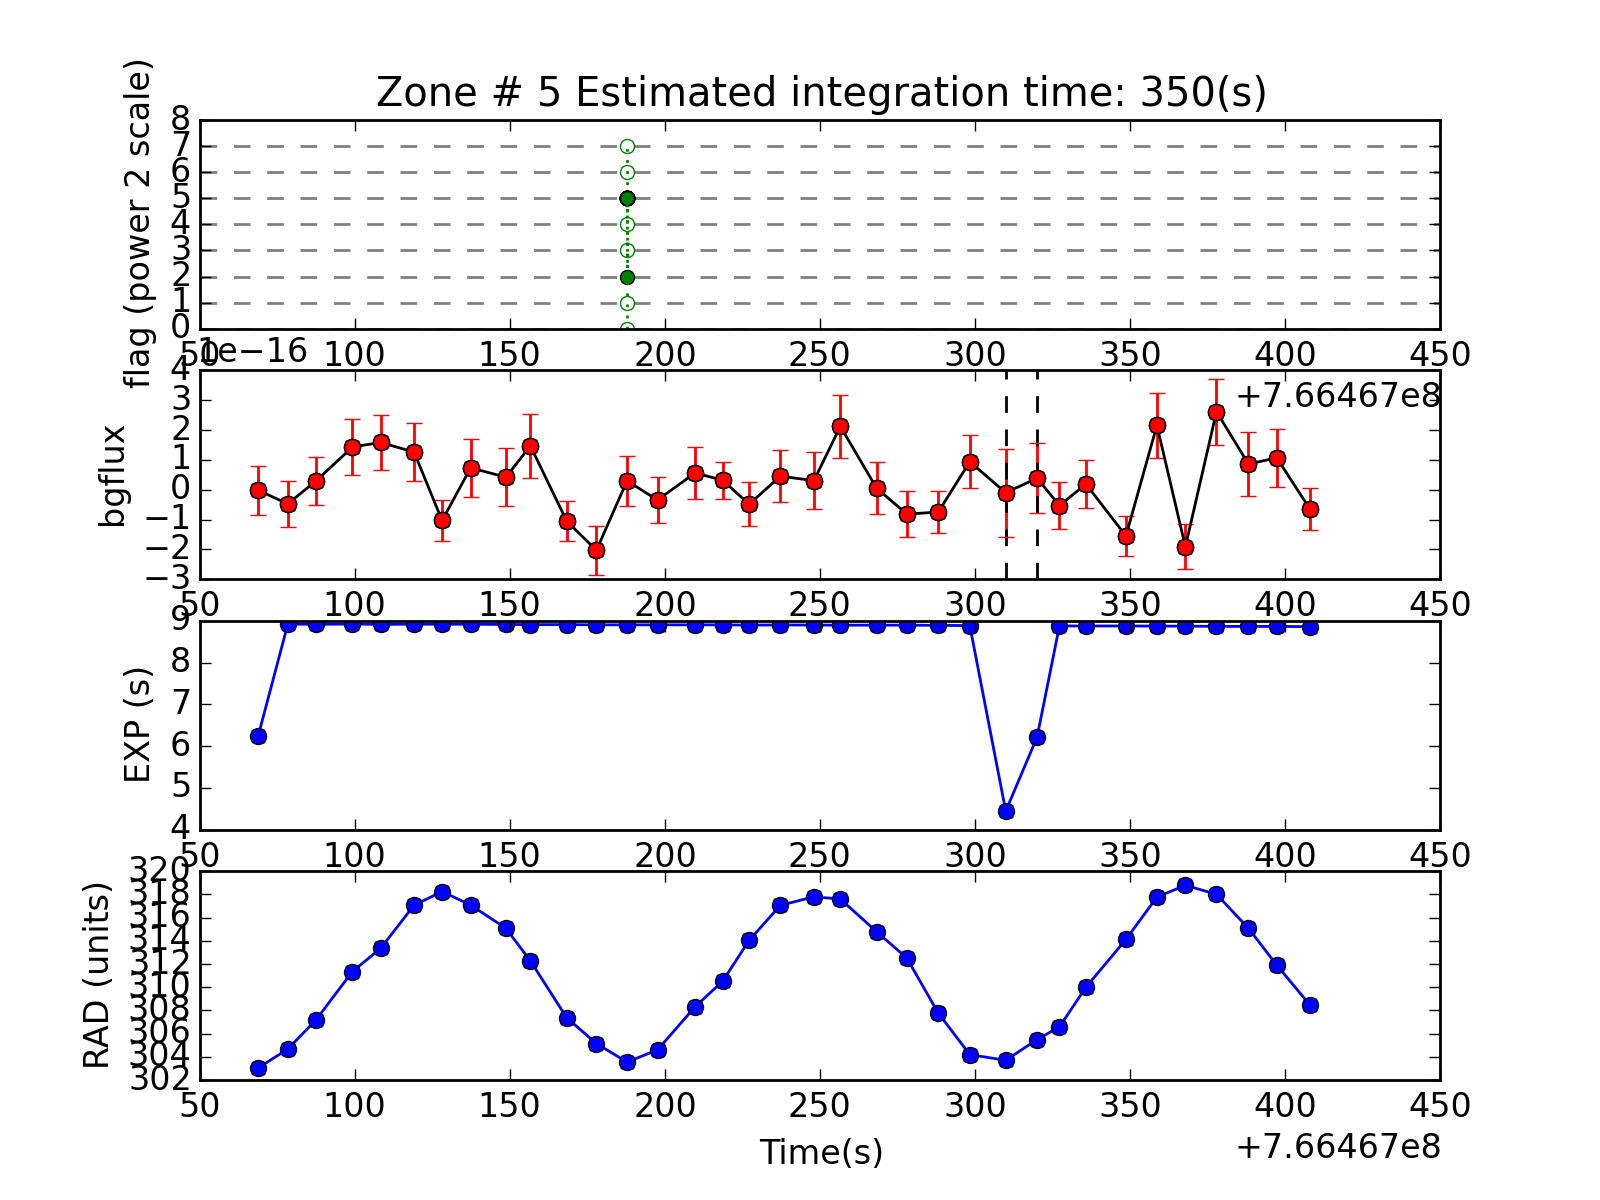 Zone # 5 Estimated integration time: 350(s)
flag (power 2 scale)
8
7
6
5
4
3
2
1
0
50 100 150 200 250 300 350 400 450
1e−16
+7.66467e8
bgflux
4
3
2
1
0
−1
−2
−3
50 100 150 200 250 300 350 400 450
EXP (s)
9
8
7
6
5
4
50 100 150 200 250 300 350 400 450
RAD (units)
320
318
316
314
312
310
308
306
304
302
50 100 150 200 250 300 350 400 450
Time(s)
+7.66467e8